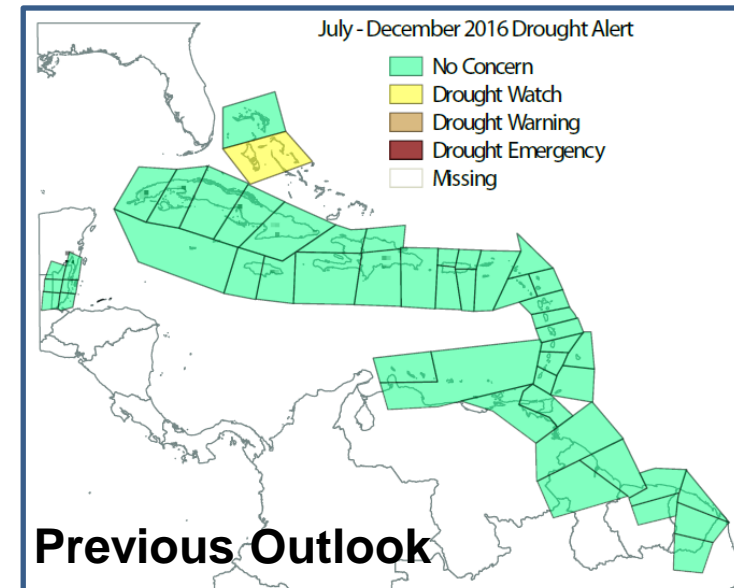 July - December 2016 Drought Alert
No Concern
Drought Watch
Drought Warning
Drought Emergency
Missing
Previous Outlook